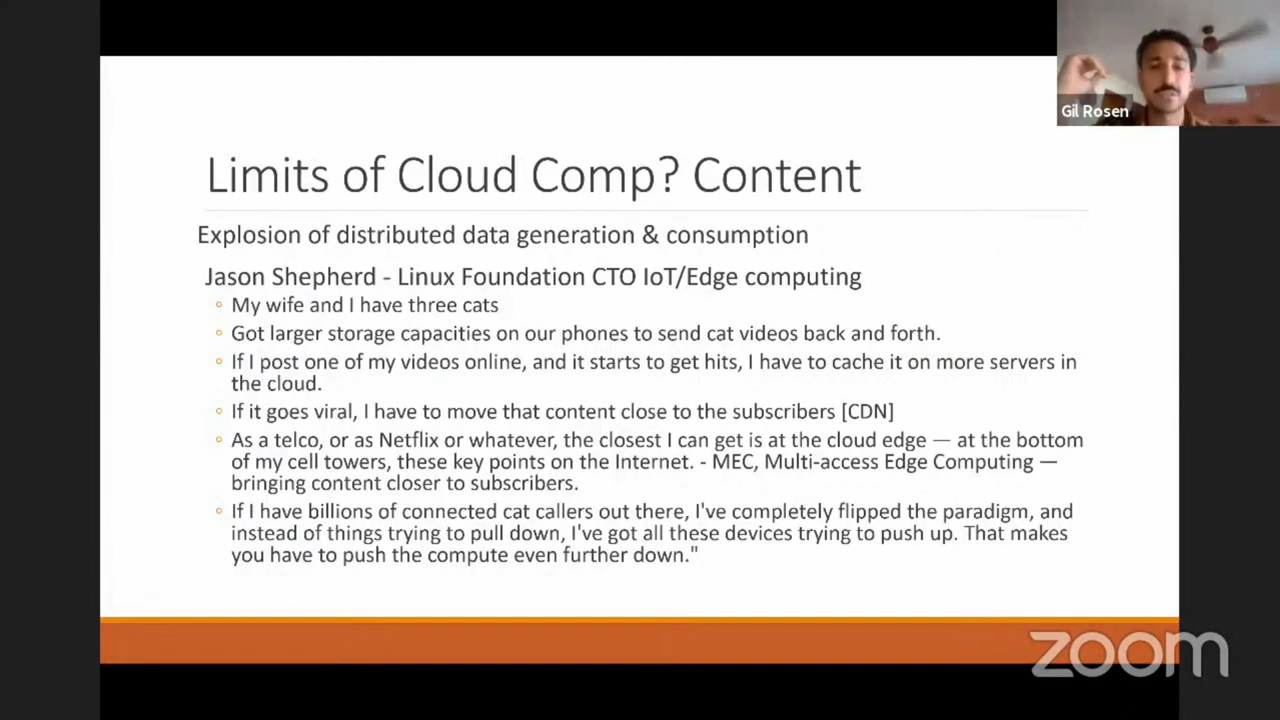 Gil Rosen
Limits of Cloud Comp? Content
Explosion of distributed data generation & consumption
Jason Shepherd - Linux Foundation CTO IoT/Edge computing
◦ My wife and I have three cats
◦ Got larger storage capacities on our phones to send cat videos back and forth.
◦ If I post one of my videos online, and it starts to get hits, I have to cache it on more servers in
the cloud.
◦ If it goes viral, I have to move that content close to the subscribers [CDN]
◦ As a telco, or as Netflix or whatever, the closest I can get is at the cloud edge — at the bottom
of my cell towers, these key points on the Internet. - MEC, Multi-access Edge Computing —
bringing content closer to subscribers.
◦ If I have billions of connected cat callers out there, I've completely flipped the paradigm, and
instead of things trying to pull down, I've got all these devices trying to push up. That makes
you have to push the compute even further down."
zoom